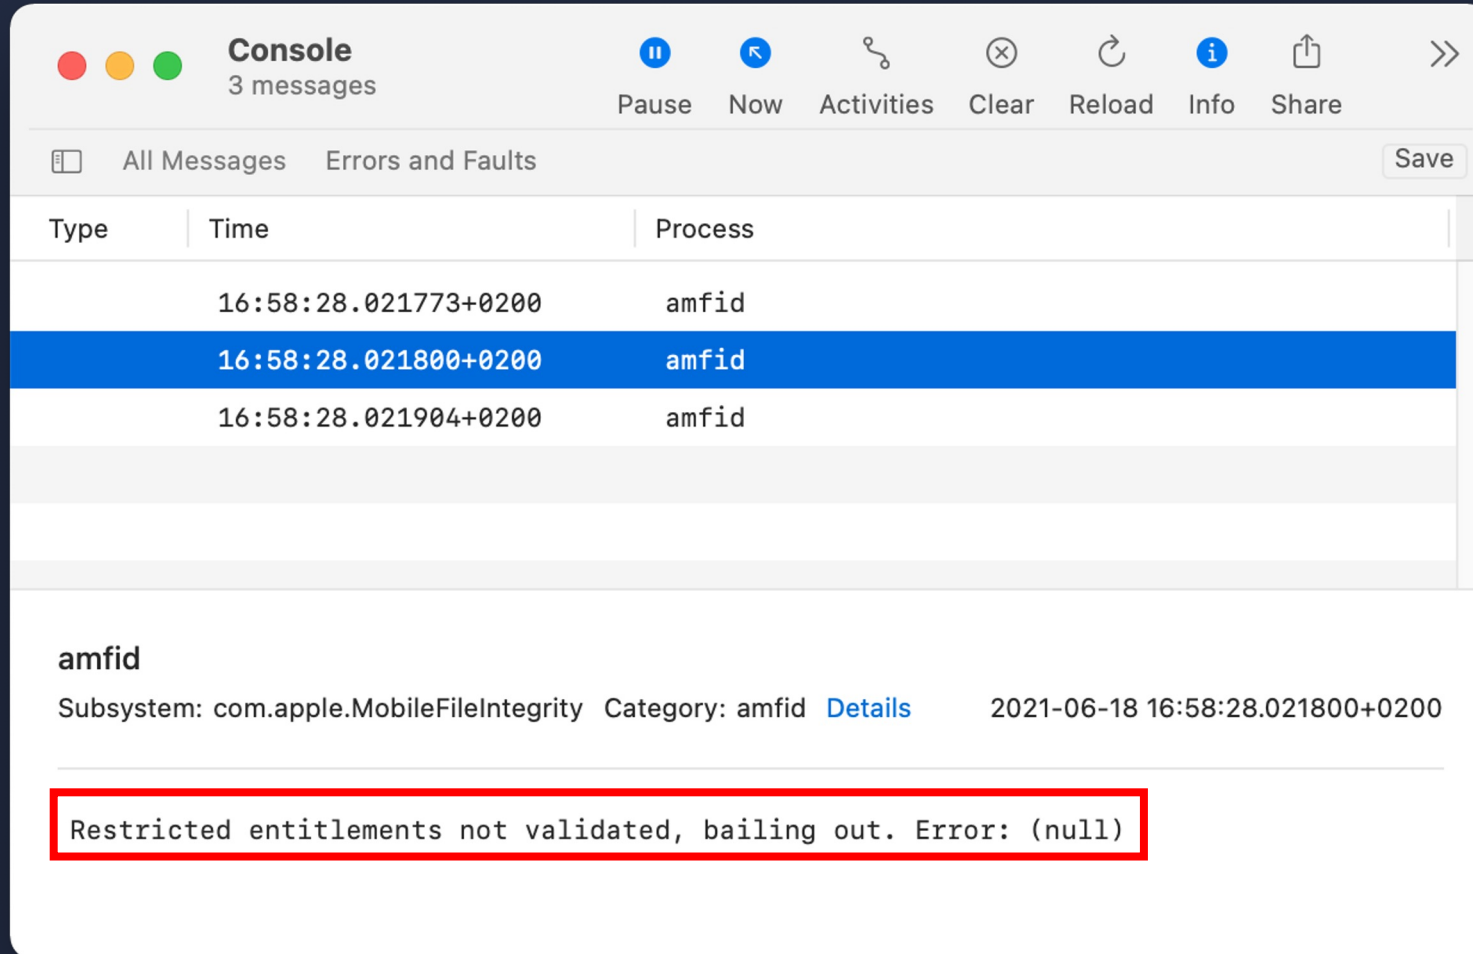 Console
3 messages
Pause Now Activities Clear Reload Info Share
All Messages Errors and Faults Save
Type Time Process
16:58:28.021773+0200 amfid
16:58:28.021800+0200 amfid
16:58:28.021904+0200 amfid
amfid
Subsystem: com.apple.MobileFileIntegrity Category: amfid Details 2021-06-18 16:58:28.021800+0200
Restricted entitlements not validated, bailing out. Error: (null)